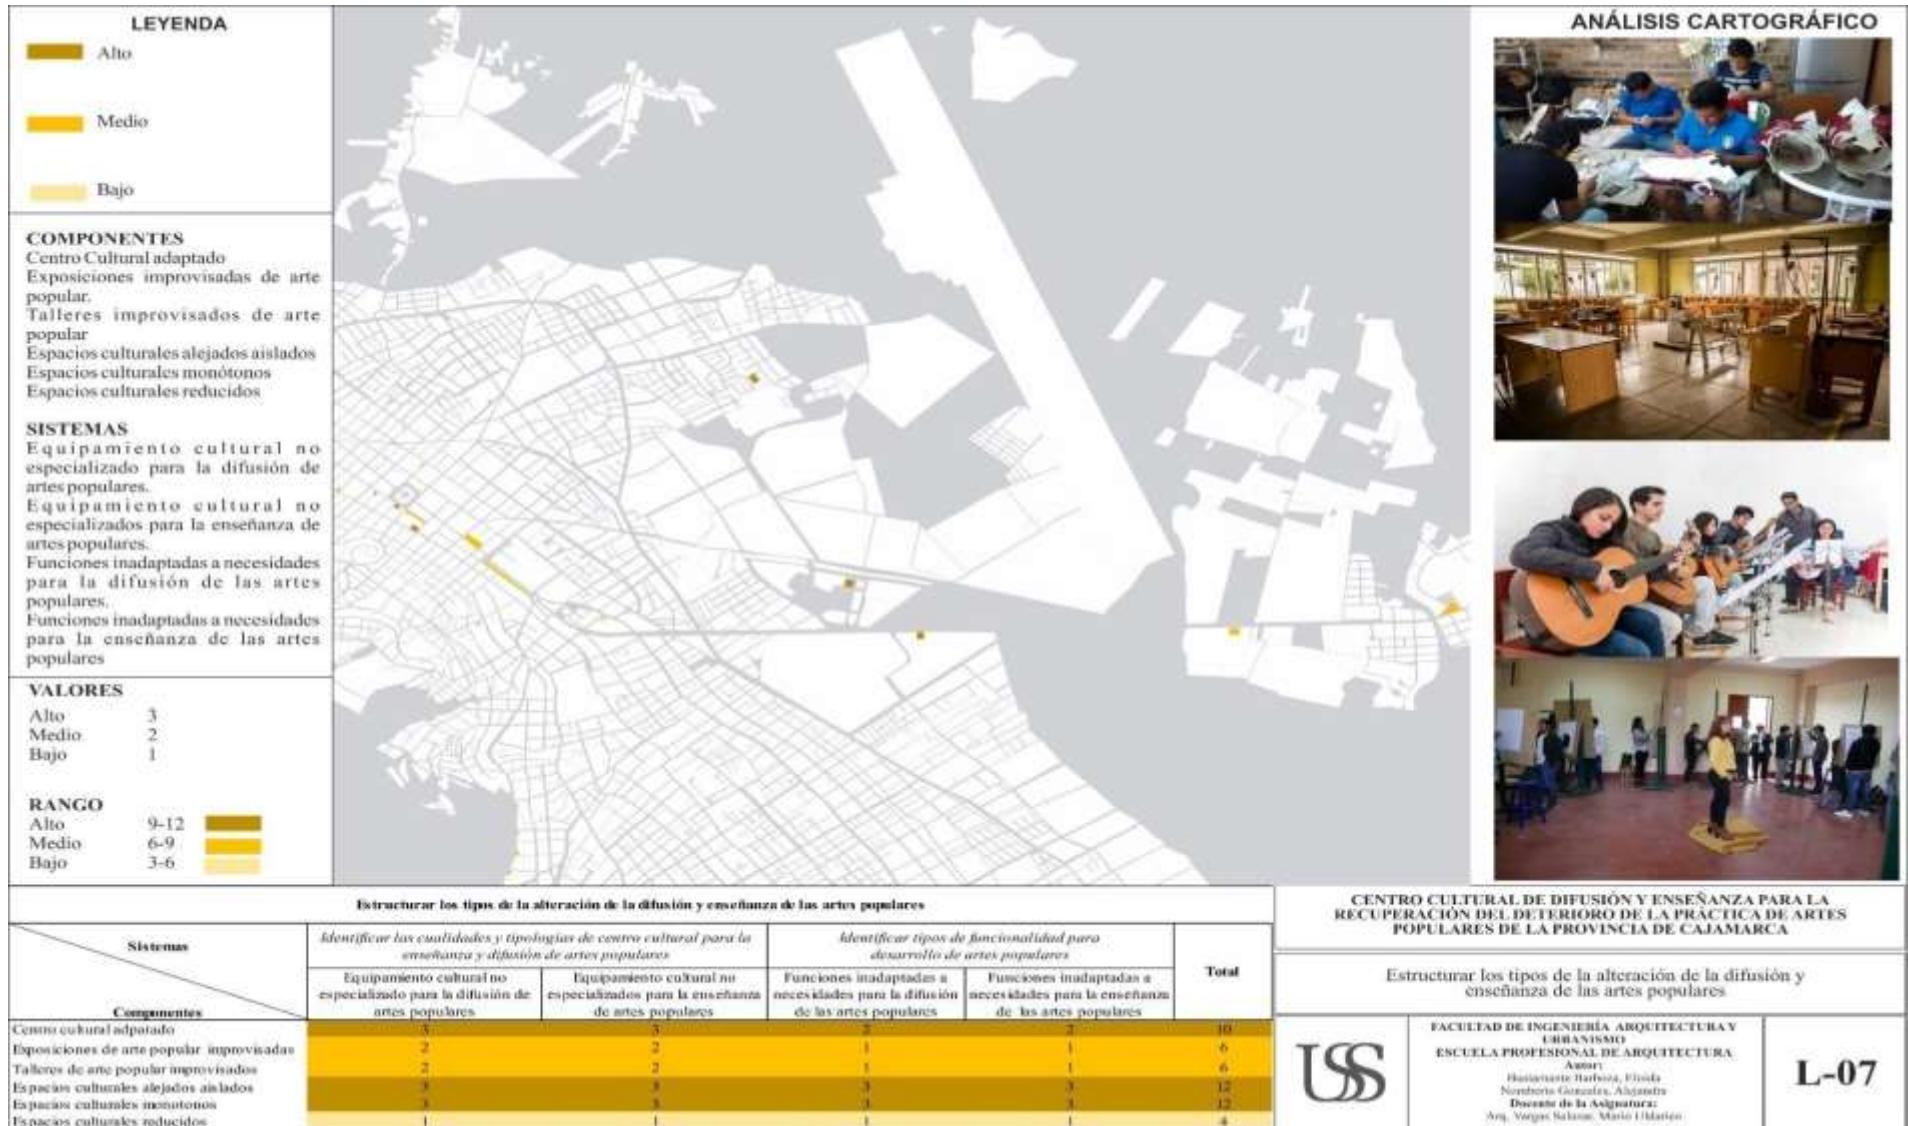 LEYENDA
Alto
Medio
Bajo
COMPONENTES
Centro Cultural adaptado
Exposiciones improvisadas de arte
popular.
Talleres improvisados de arte
popular
Espacios culturales alejados aislados
Espacios culturales monótonos
Espacios culturales reducidos
SISTEMAS
Equipamiento cultural no
especializado para la difusión de
artes populares.
Equipamiento cultural no
especializados para la enseñanza de
artes populares.
Funciones inadaptadas a necesidades
para la difusión de las artes
populares.
Funciones inadaptadas a necesidades
para la enseñanza de las artes
populares
VALORES
Alto 3
Medio 2
Bajo 1
RANGO
Alto 9-12
Medio 6-9
Bajo 3-6
ANÁLISIS CARTOGRÁFICO
Estructurar los tipos de la alteración de la difusión y enseñanza de las artes populares
Sistemas
Componentes
Identificar las cualidades y tipologías de centro cultural para la
enseñanza y difusión de artes populares
Identificar tipos de funcionalidad para
desarrollo de artes populares
Total
Equipamiento cultural no
especializado para la difusión de
artes populares
Equipamiento cultural no
especializados para la enseñanza
de artes populares
Funciones inadaptadas a
necesidades para la difusión
de las artes populares
Funciones inadaptadas a
necesidades para la enseñanza
de las artes populares
Centro cultural adpatado 3 3 2 2 10
Exposiciones de arte popular improvisadas 2 2 1 1 6
Talleres de arte popular improvisados 2 2 1 1 6
Espacios culturales alejados aislados 3 3 3 3 12
Espacios culturales monotonos 3 3 3 3 12
Espacios culturales reducidos 1 1 1 1 4
CENTRO CULTURAL DE DIFUSIÓN Y ENSEÑANZA PARA LA
RECUPERACIÓN DEL DETERIORO DE LA PRÁCTICA DE ARTES
POPULARES DE LA PROVINCIA DE CAJAMARCA
Estructurar los tipos de la alteración de la difusión y
enseñanza de las artes populares
USS
FACULTAD DE INGENIERÍA ARQUITECTURA Y
URBANISMO
ESCUELA PROFESIONAL DE ARQUITECTURA
Autor:
Bustamante Barboza,
Gonzales, Alejandra
Docente de la Asignatura:
Arq. Vargas Salazar, Mario Uldarico
L-07